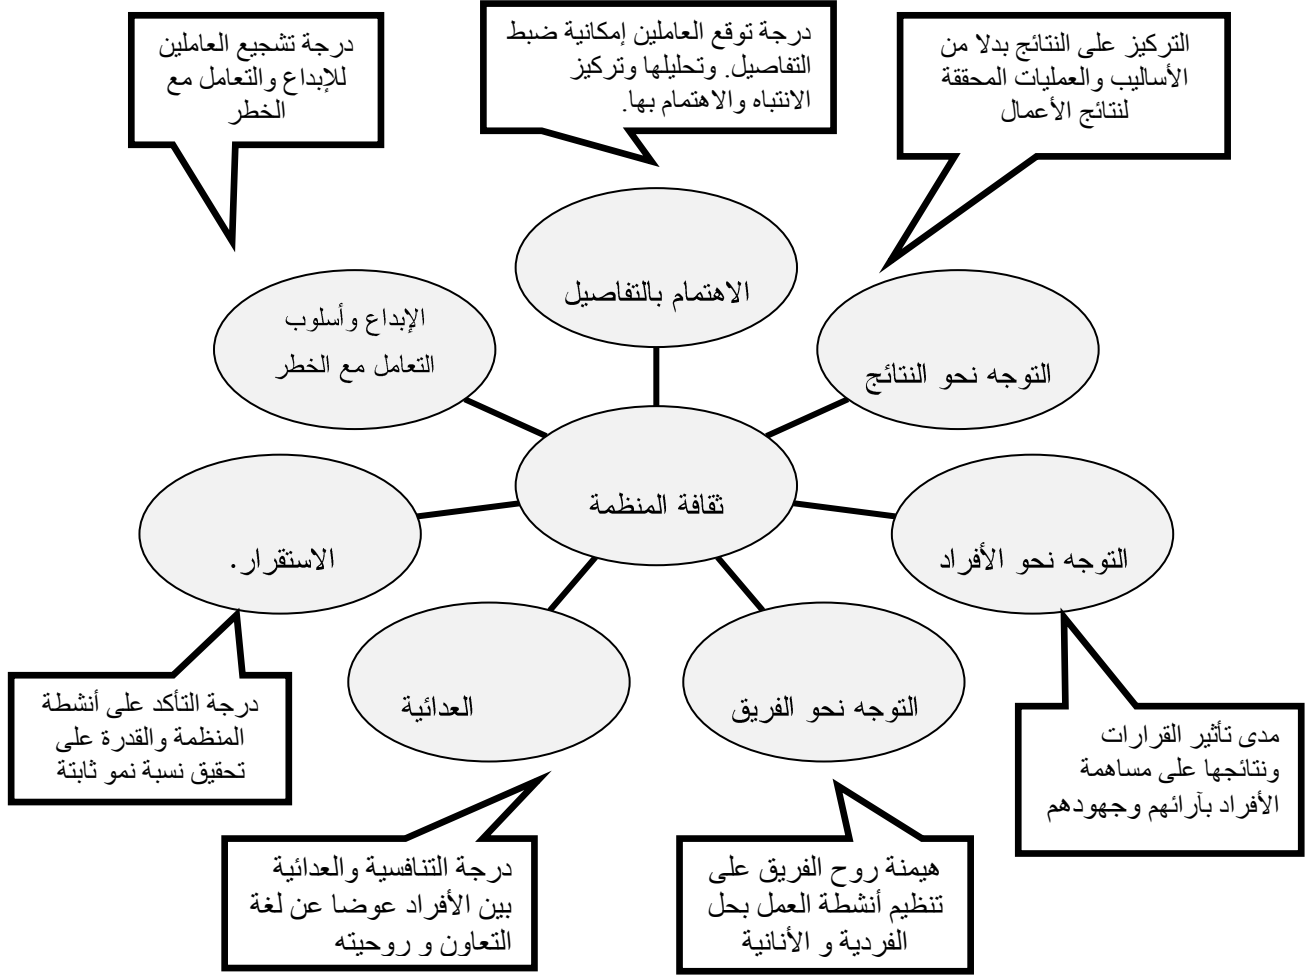 التركيز على النتائج بدلا من
الأساليب والعمليات المحققة
لنتائج الأعمال
درجة توقع العاملين إمكانية ضبط
التفاصيل. وتحليلها وتركيز
الانتباه والاهتمام بها.
درجة تشجيع العاملين
للإبداع والتعامل مع
الخطر
الاهتمام بالتفاصيل
التوجه نحو النتائج
الإبداع وأسلوب
التعامل مع الخطر
ثقافة المنظمة
التوجه نحو الأفراد
الاستقرار.
التوجه نحو الفريق
العدائية
مدى تأثير القرارات
ونتائجها على مساهمة
الأفراد بآرائهم وجهودهم
درجة التأكد على أنشطة
المنظمة والقدرة على
تحقيق نسبة نمو ثابتة
هيمنة روح الفريق على
تنظيم أنشطة العمل بحل
الفردية و الأنانية
درجة التنافسية والعدائية
بين الأفراد عوضا عن لغة
التعاون و روحيته